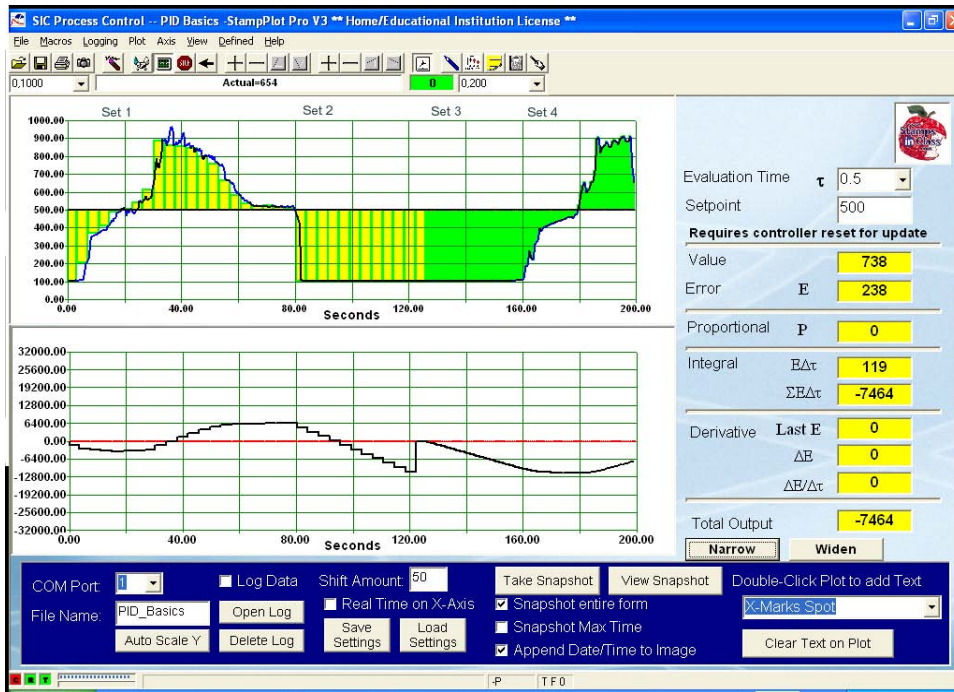 SIC Process Control -- PID Basics -StampPlot Pro V3 ** Home/Educational Institution License **
File Macros Logging Plot Axis View Defined Help
0,1000 Actual=654 0 0,200
Set 1 Set 2 Set 3 Set 4
1000.00
900.00
800.00
700.00
600.00
500.00
400.00
300.00
200.00
100.00
0.00
0.00 40.00 80.00 120.00 160.00 200.00
Seconds
32000.00
25600.00
19200.00
12800.00
6400.00
0.00
-6400.00
-12800.00
-19200.00
-25600.00
-32000.00
0.00 40.00 80.00 120.00 160.00 200.00
Seconds
Stamps
in Class
Evaluation Time τ 0.5
Setpoint 500
Requires controller reset for update
Value 738
Error E 238
Proportional P 0
Integral EΔτ 119
ΣEΔτ -7464
Derivative Last E 0
ΔE 0
ΔE/Δτ 0
Total Output -7464
Narrow Widen
COM Port: 1
File Name: PID_Basics
Auto Scale Y
Log Data
Open Log
Delete Log
Shift Amount: 50
Real Time on X-Axis
Save Settings
Load Settings
Take Snapshot View Snapshot
Snapshot entire form
Snapshot Max Time
Append Date/Time to Image
Double-Click Plot to add Text
X-Marks Spot
Clear Text on Plot
C R T -P T F 0